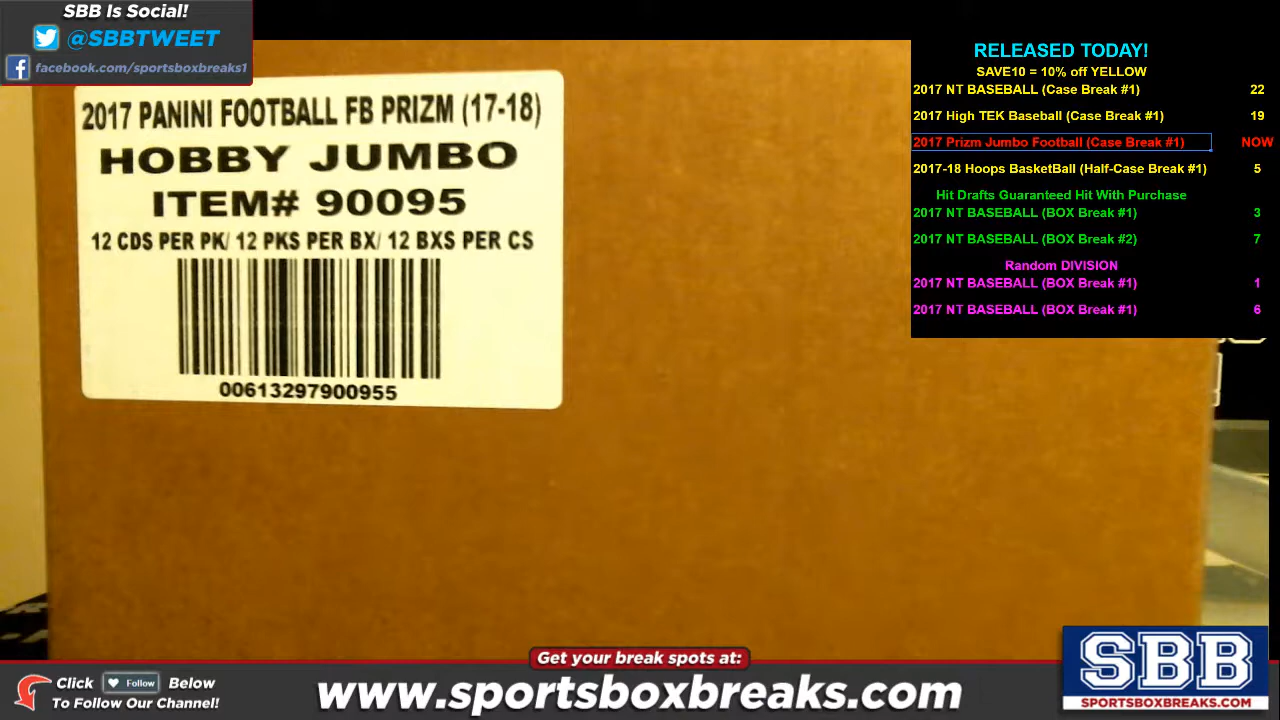 SBB Is Social!
@SBBTWEET
facebook.com/sportsboxbreaks1
2017 PANINI FOOTBALL FB PRIZM (17-18)
HOBBY JUMBO
ITEM# 90095
12 CDS PER PK/ 12 PKS PER BX/ 12 BXS PER CS
00613297900955
RELEASED TODAY!
SAVE10 = 10% off YELLOW
2017 NT BASEBALL (Case Break #1) 22
2017 High TEK Baseball (Case Break #1) 19
2017 Prizm Jumbo Football (Case Break #1) NOW
2017-18 Hoops BasketBall (Half-Case Break #1) 5
Hit Drafts Guaranteed Hit With Purchase
2017 NT BASEBALL (BOX Break #1) 3
2017 NT BASEBALL (BOX Break #2) 7
Random DIVISION
2017 NT BASEBALL (BOX Break #1) 1
2017 NT BASEBALL (BOX Break #1) 6
Get your break spots at:
Click Follow Below
To Follow Our Channel!
www.sportsboxbreaks.com
SBB
SPORTSBOXBREAKS.COM